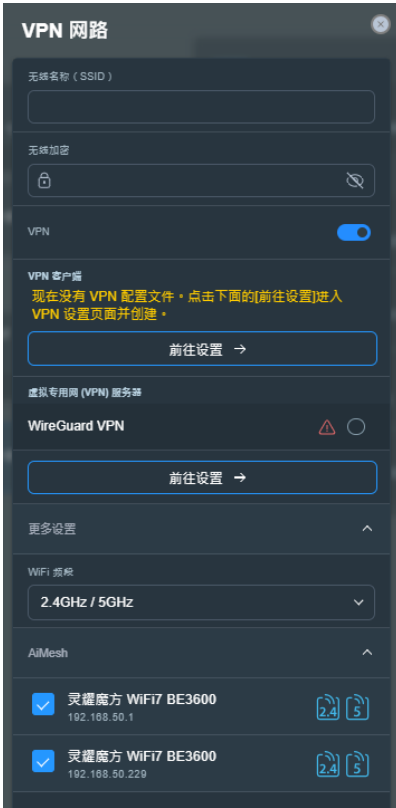 VPN 网路
无线名称（SSID）
无线加密
VPN
VPN 客户端
现在没有 VPN 配置文件。点击下面的[前往设置]进入
VPN 设置页面并创建。
前往设置 →
虚拟专用网 (VPN) 服务器
WireGuard VPN
前往设置 →
更多设置
WiFi 频段
2.4GHz / 5GHz
AiMesh
灵耀魔方 WiFi7 BE3600
192.168.50.1
2.4 5
灵耀魔方 WiFi7 BE3600
192.168.50.229
2.4 5